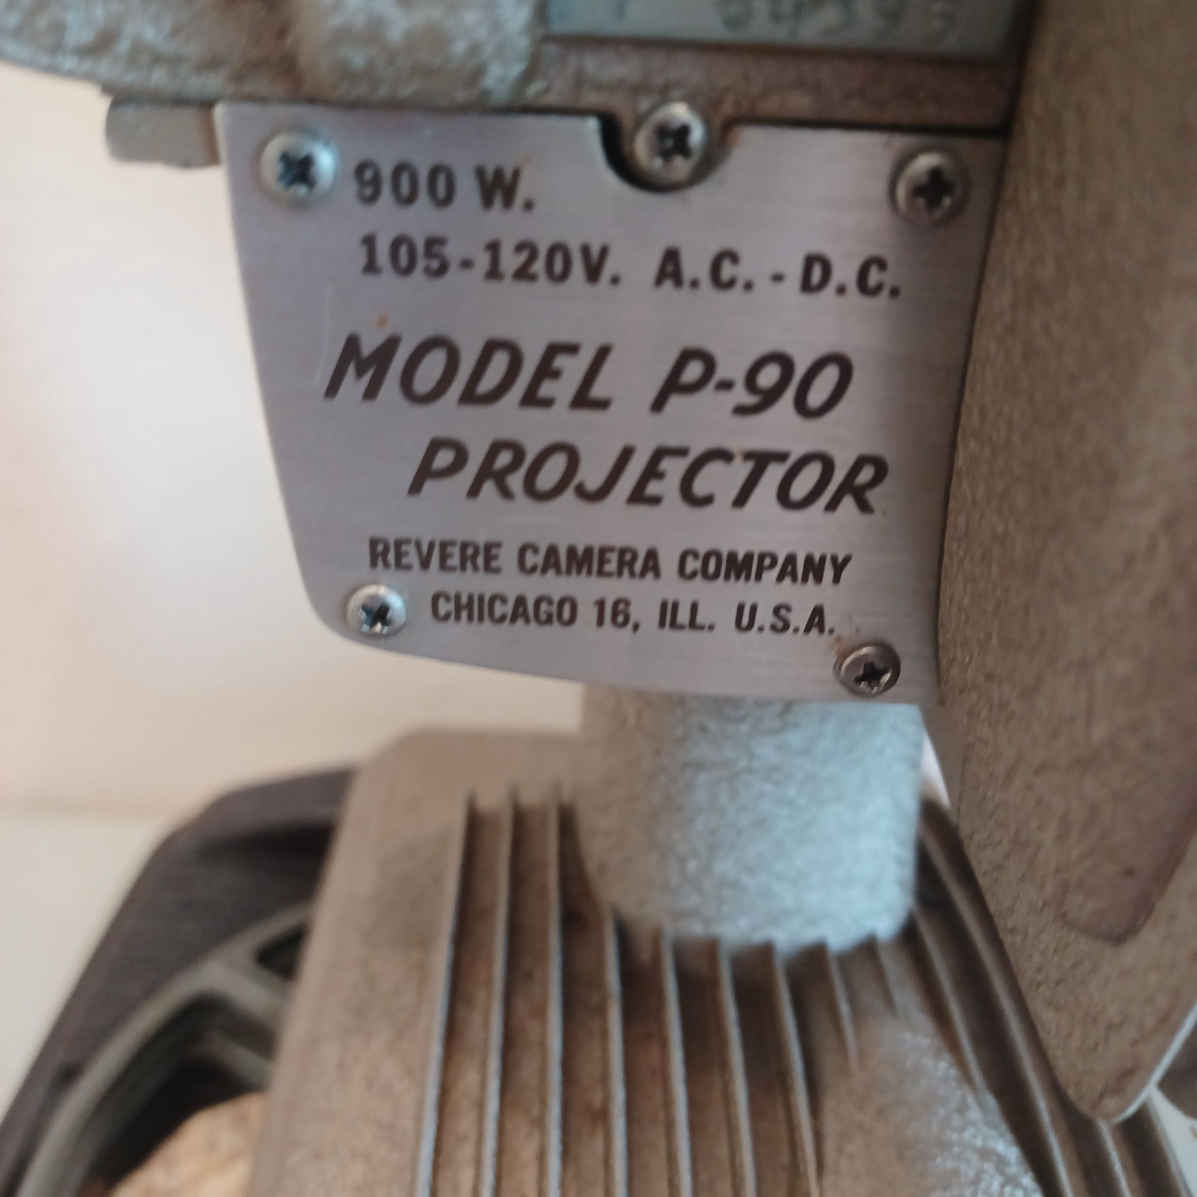 900 W.
105-120V. A.C.-D.C.
MODEL P-90
PROJECTOR
REVERE CAMERA COMPANY
CHICAGO 16, ILL. U.S.A.